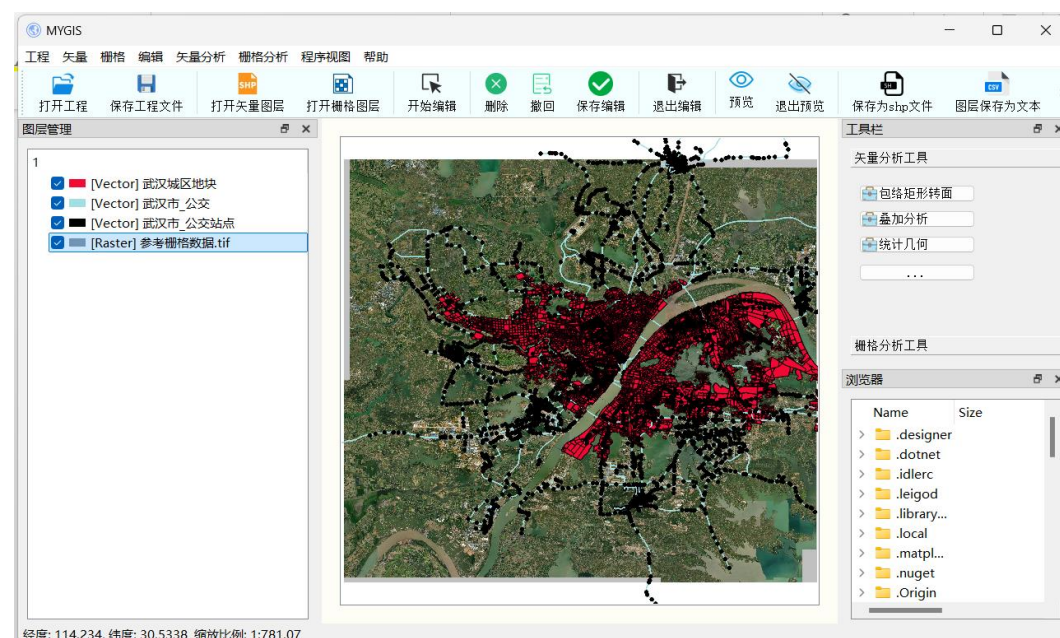 MYGIS
工程 矢量 栅格 编辑 矢量分析 栅格分析 程序视图 帮助
SHP SH CSV
打开工程 保存工程文件 打开矢量图层 打开栅格图层 开始编辑 删除 撤回 保存编辑 退出编辑 预览 退出预览 保存为shp文件 图层保存为文本
图层管理
1
[Vector] 武汉城区地块
[Vector] 武汉市_公交
[Vector] 武汉市_公交站点
[Raster] 参考栅格数据.tif
工具栏
矢量分析工具
包络矩形转面
叠加分析
统计几何
...
栅格分析工具
浏览器
Name Size
.designer
.dotnet
.idlerc
.leigod
.library...
.local
.matpl...
.nuget
.Origin
经度: 114.234, 纬度: 30.5338 缩放比例: 1:781.07